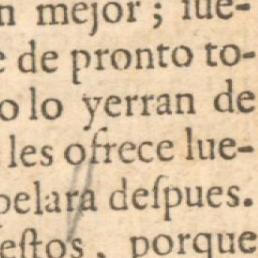 n mejor; lue-
e de pronto to-
o lo yerran de
les ofrece lue-
pelara deſpues.
eſtos, porque